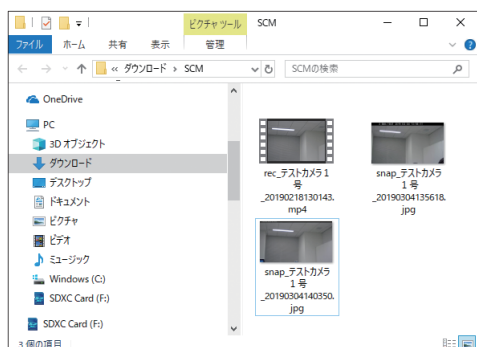 ピクチャ ツール
SCM
ファイル
ホーム
共有
表示
管理
« ダウンロード › SCM
SCMの検索
OneDrive
PC
3D オブジェクト
ダウンロード
デスクトップ
ドキュメント
ピクチャ
ビデオ
ミュージック
Windows (C:)
SDXC Card (F:)
SDXC Card (F:)
rec_テストカメラ1
号
_20190218130143.
mp4
snap_テストカメラ
1号
_20190304135618.
jpg
snap_テストカメラ
1号
_20190304140350.
jpg
3 個の項目